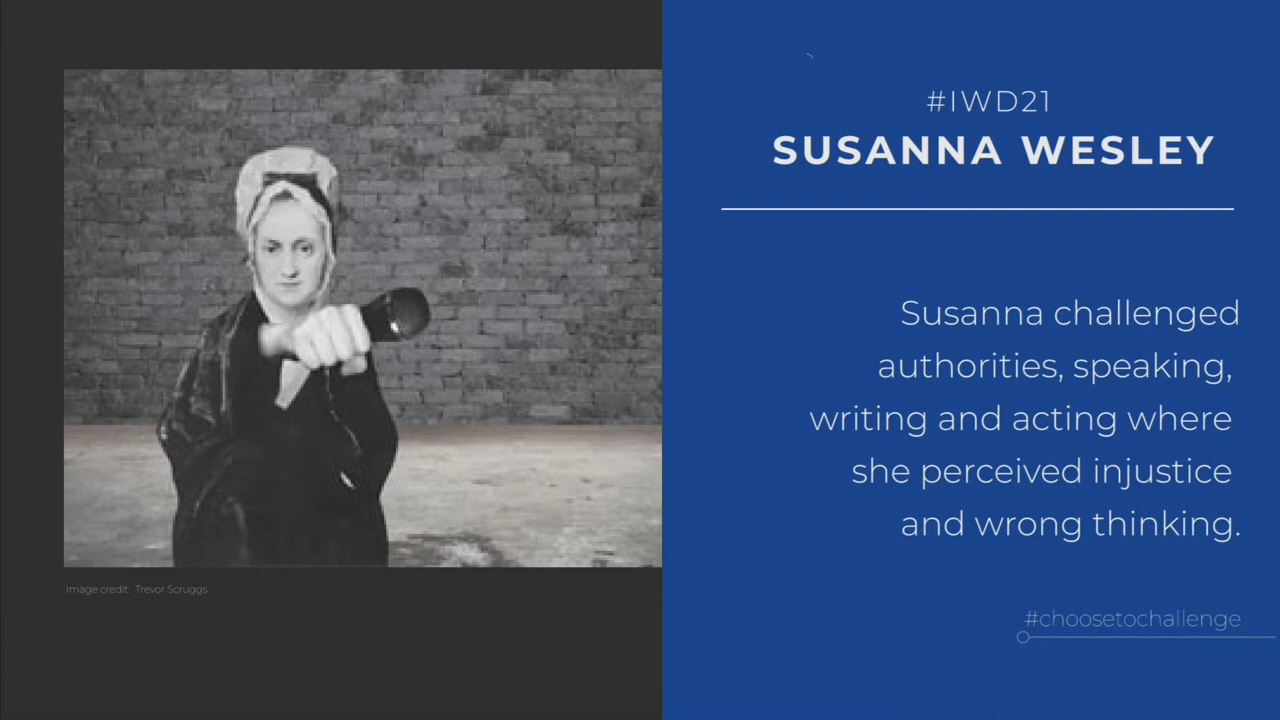 #IWD21
SUSANNA WESLEY
Susanna challenged
authorities, speaking,
writing and acting where
she perceived injustice
and wrong thinking.
#choosetochallenge
Image credit: Trevor Scruggs